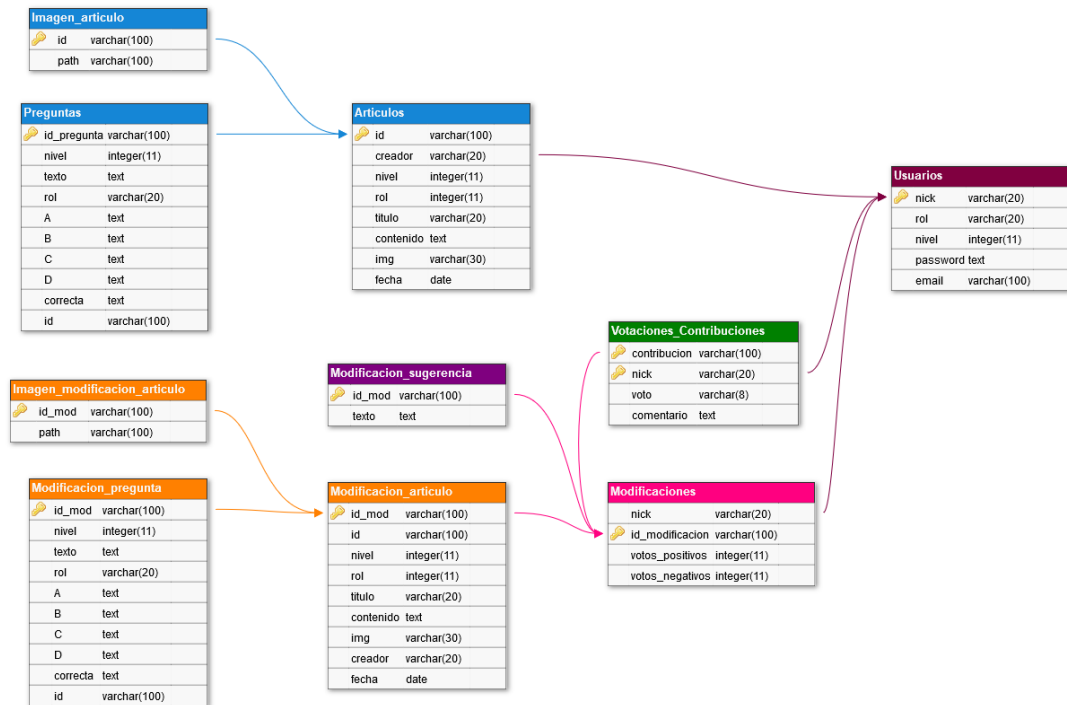 Imagen_articulo
id varchar(100)
path varchar(100)
Preguntas
id_pregunta varchar(100)
nivel integer(11)
texto text
rol varchar(20)
A text
B text
C text
D text
correcta text
id varchar(100)
Articulos
id varchar(100)
creador varchar(20)
nivel integer(11)
rol integer(11)
titulo varchar(20)
contenido text
img varchar(30)
fecha date
Usuarios
nick varchar(20)
rol varchar(20)
nivel integer(11)
password text
email varchar(100)
Votaciones_Contribuciones
contribucion varchar(100)
nick varchar(20)
voto varchar(8)
comentario text
Modificacion_sugerencia
id_mod varchar(100)
texto text
Imagen_modificacion_articulo
id_mod varchar(100)
path varchar(100)
Modificacion_pregunta
id_mod varchar(100)
nivel integer(11)
texto text
rol varchar(20)
A text
B text
C text
D text
correcta text
id varchar(100)
Modificacion_articulo
id_mod varchar(100)
id varchar(100)
nivel integer(11)
rol integer(11)
titulo varchar(20)
contenido text
img varchar(30)
creador varchar(20)
fecha date
Modificaciones
nick varchar(20)
id_modificacion varchar(100)
votos_positivos integer(11)
votos_negativos integer(11)